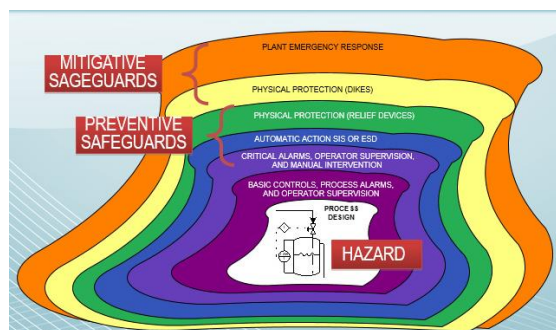 PLANT EMERGENCY RESPONSE
MITIGATIVE
SAGEGUARDS
PHYSICAL PROTECTION (DIKES)
PHYSICAL PROTECTION (RELIEF DEVICES)
PREVENTIVE
SAFEGUARDS
AUTOMATIC ACTION SIS OR ESD
CRITICAL ALARMS, OPERATOR SUPERVISION,
AND MANUAL INTERVENTION
BASIC CONTROLS, PROCESS ALARMS,
AND OPERATOR SUPERVISION
PROCESS
DESIGN
HAZARD